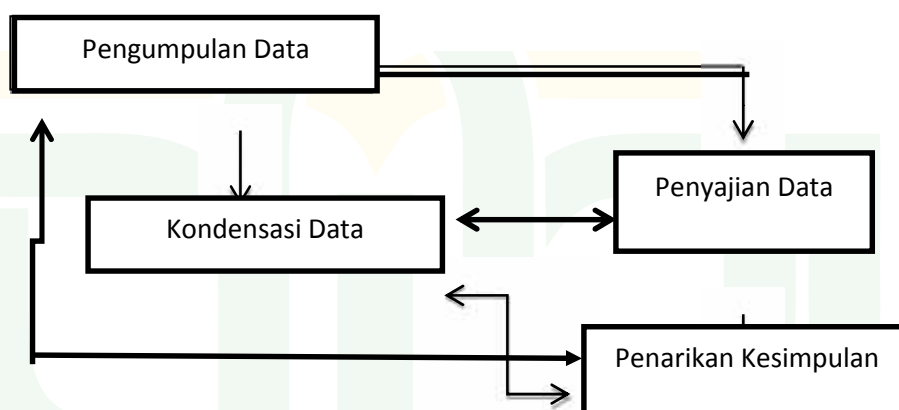 Pengumpulan Data
Penyajian Data
Kondensasi Data
Penarikan Kesimpulan